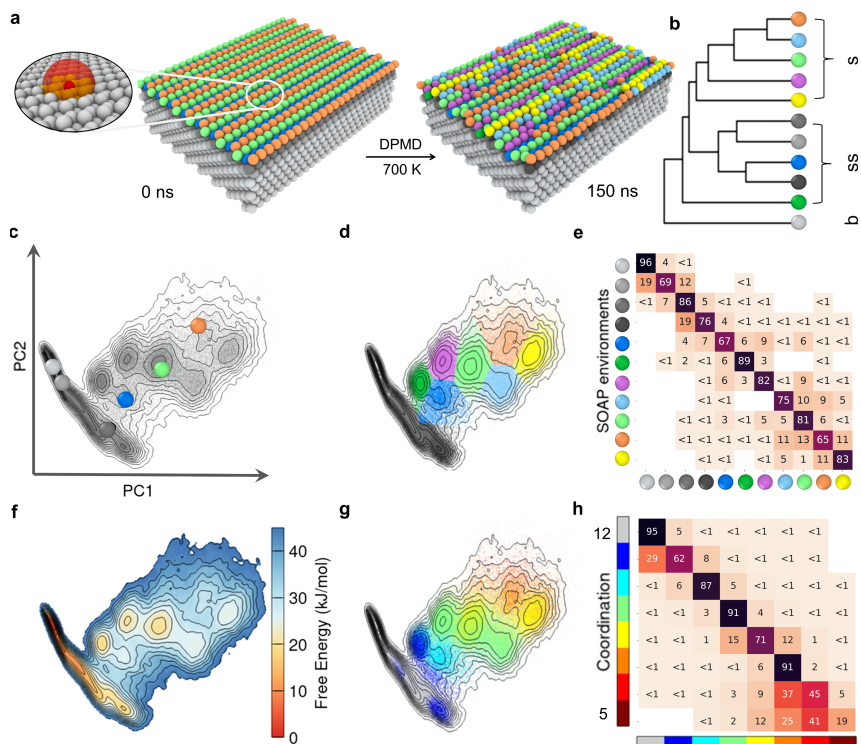 a
0 ns
DPMD
700 K
150 ns
b
s
ss
b
c
PC2
PC1
d
e
SOAP environments
96 4 <1
19 69 12 <1
<1 7 86 5 <1 <1 <1 <1
19 76 4 <1 <1 <1 <1 <1 <1
4 7 67 6 9 <1 6 <1 <1
<1 2 <1 6 89 3 <1
<1 6 3 82 <1 9 <1 <1
75 10 9 5
<1 <1 3 <1 5 5 81 6 <1
<1 <1 <1 <1 <1 11 13 65 11
<1 <1 <1 5 1 11 83
f
40
30
20
10
0
Free Energy (kJ/mol)
g
h
12
Coordination
5
95 5 <1 <1 <1 <1 <1
29 62 8 <1 <1 <1 <1
<1 6 87 5 <1 <1 <1 <1
<1 <1 3 91 4 <1 <1 <1
<1 <1 1 15 71 12 1 <1
<1 <1 <1 <1 6 91 2 <1
<1 <1 <1 3 9 37 45 5
<1 2 12 25 41 19